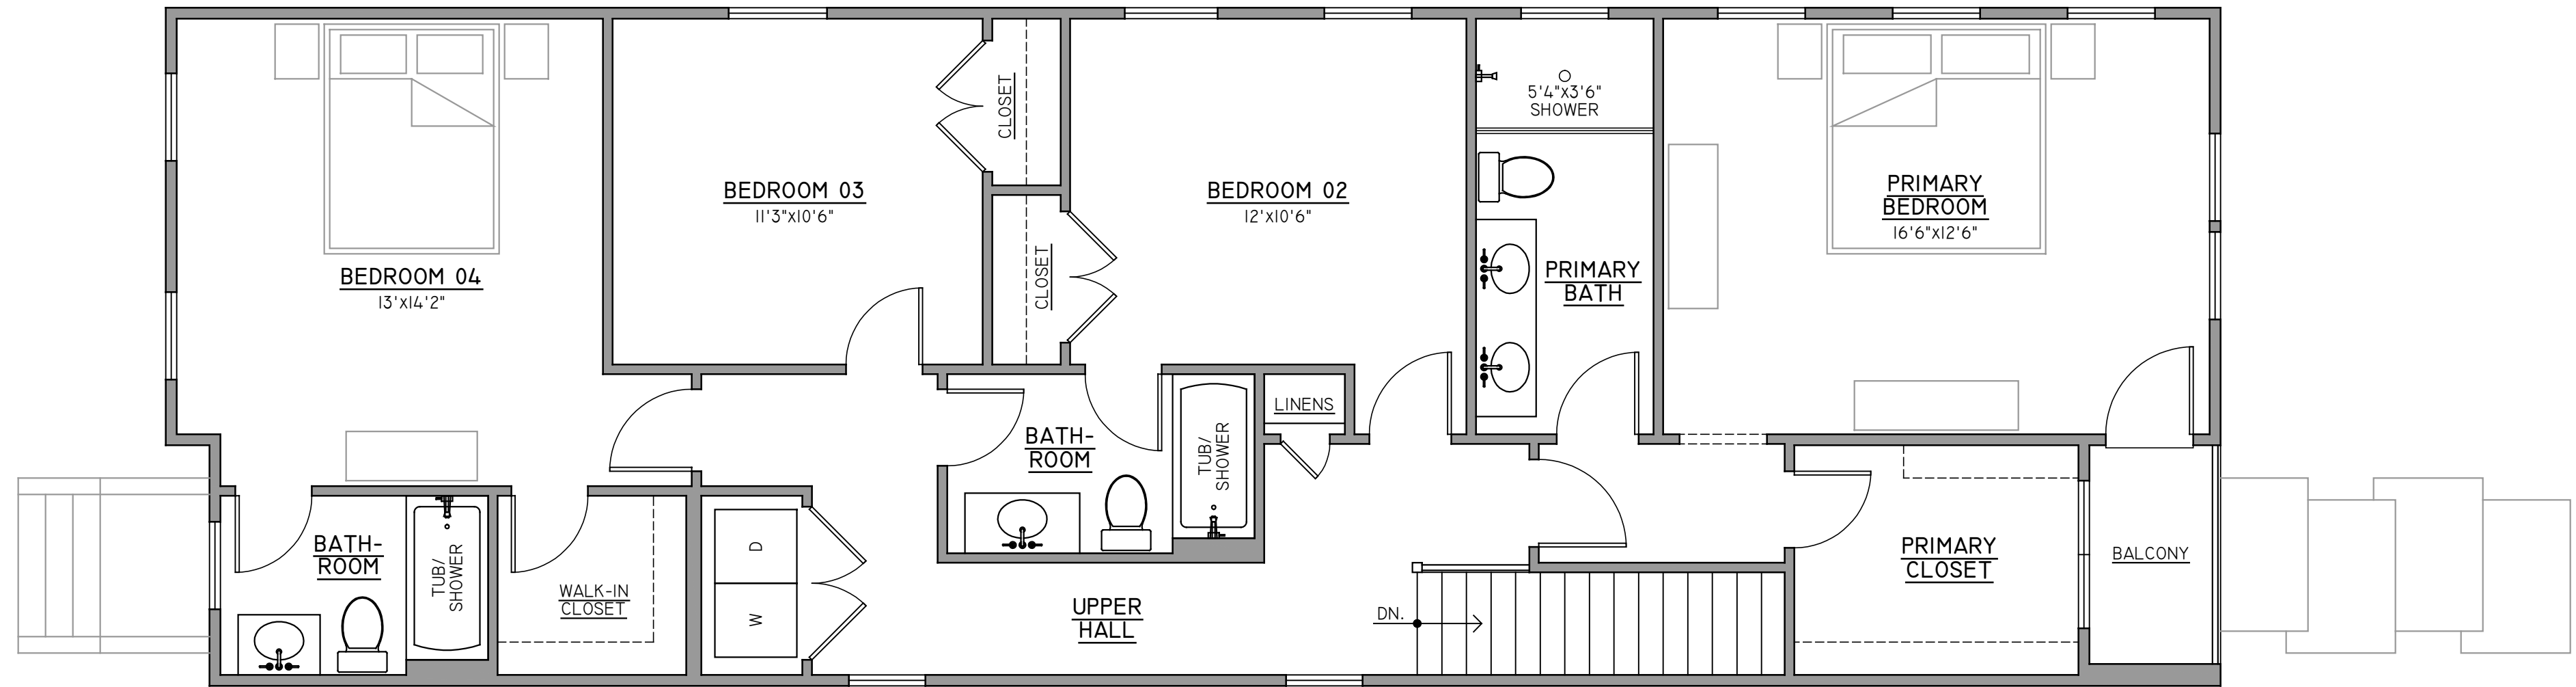 BEDROOM 04
13'x14'2"
BEDROOM 03
11'3"x10'6"
CLOSET
CLOSET
BEDROOM 02
12'x10'6"
5'4"x3'6"
SHOWER
PRIMARY
BATH
PRIMARY
BEDROOM
16'6"x12'6"
BATH-
ROOM
TUB/
SHOWER
WALK-IN
CLOSET
D
W
BATH-
ROOM
TUB/
SHOWER
LINENS
UPPER
HALL
DN.
PRIMARY
CLOSET
BALCONY